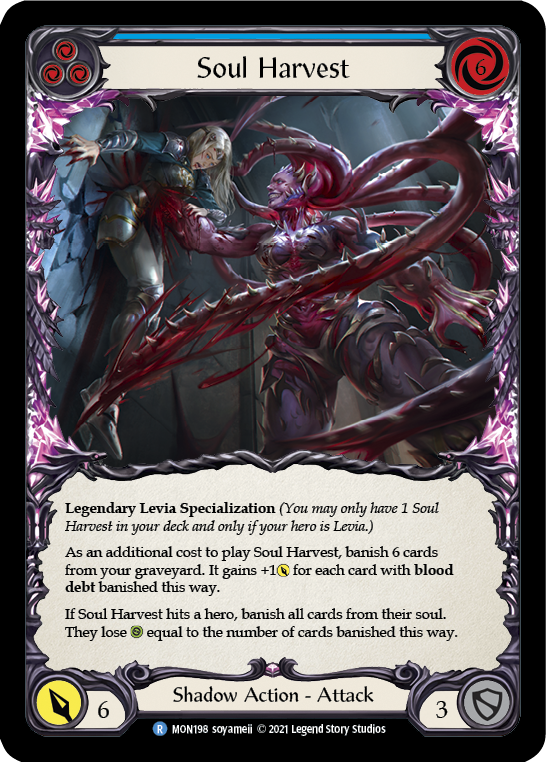 6
Soul Harvest
Legendary Levia Specialization (You may only have 1 Soul
Harvest in your deck and only if your hero is Levia.)
As an additional cost to play Soul Harvest, banish 6 cards
from your graveyard. It gains +1 for each card with blood
debt banished this way.
If Soul Harvest hits a hero, banish all cards from their soul.
They lose equal to the number of cards banished this way.
6
Shadow Action - Attack
3
R MON198 soyameii © 2021 Legend Story Studios